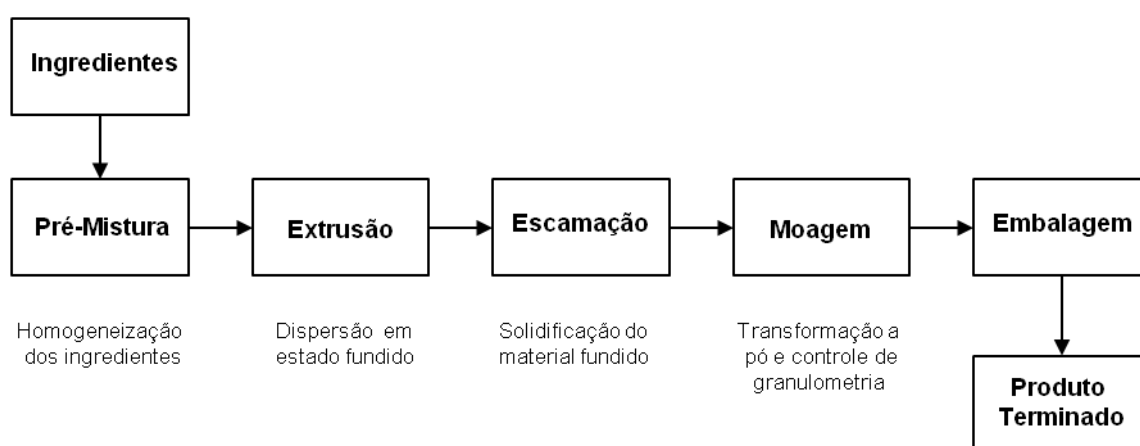 Ingredientes
Pré-Mistura
Extrusão
Escamação
Moagem
Embalagem
Homogeneização
dos ingredientes
Dispersão em
estado fundido
Solidificação do
material fundido
Transformação a
pó e controle de
granulometria
Produto
Terminado